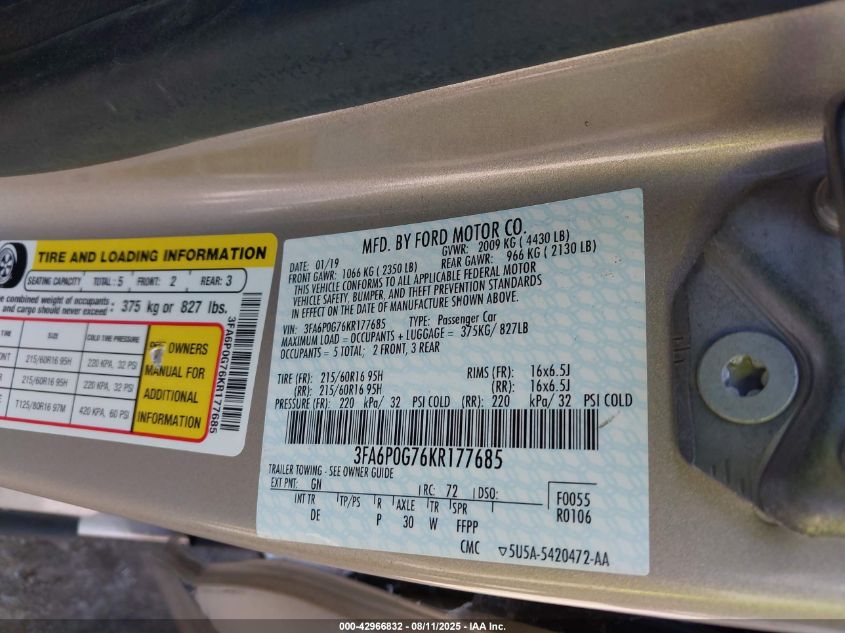 TIRE AND LOADING INFORMATION
SEATING CAPACITY TOTAL: 5 FRONT: 2 REAR: 3
combined weight of occupants
and cargo should never exceed : 375 kg or 827 lbs.
TIRE SIZE COLD TIRE PRESSURE
215/60R16 95H 220 KPA, 32 PSI
215/60R16 95H 220 KPA, 32 PSI
T125/80R16 97M 420 KPA, 60 PSI
OWNERS
MANUAL FOR
ADDITIONAL
INFORMATION
3FA6P0G76KR177685
MFD. BY FORD MOTOR CO.
DATE: 01/19 GVWR: 2009 KG ( 4430 LB)
FRONT GAWR: 1066 KG ( 2350 LB) REAR GAWR: 966 KG ( 2130 LB)
THIS VEHICLE CONFORMS TO ALL APPLICABLE FEDERAL MOTOR
VEHICLE SAFETY, BUMPER, AND THEFT PREVENTION STANDARDS
IN EFFECT ON THE DATE OF MANUFACTURE SHOWN ABOVE.
VIN: 3FA6P0G76KR177685 TYPE: Passenger Car
MAXIMUM LOAD = OCCUPANTS + LUGGAGE = 375KG/ 827LB
OCCUPANTS = 5 TOTAL; 2 FRONT, 3 REAR
TIRE (FR): 215/60R16 95H RIMS (FR): 16x6.5J
(RR): 215/60R16 95H (RR): 16x6.5J
PRESSURE (FR): 220 kPa/ 32 PSI COLD (RR): 220 kPa/ 32 PSI COLD
3FA6P0G76KR177685
TRAILER TOWING - SEE OWNER GUIDE
EXT PNT: GN RC: 72 DSO: F0055
INT TR TP/PS R AXLE TR SPR R0106
DE P 30 W FFPP
CMC 5U5A-5420472-AA
000-42966832 - 08/11/2025 - IAA Inc.